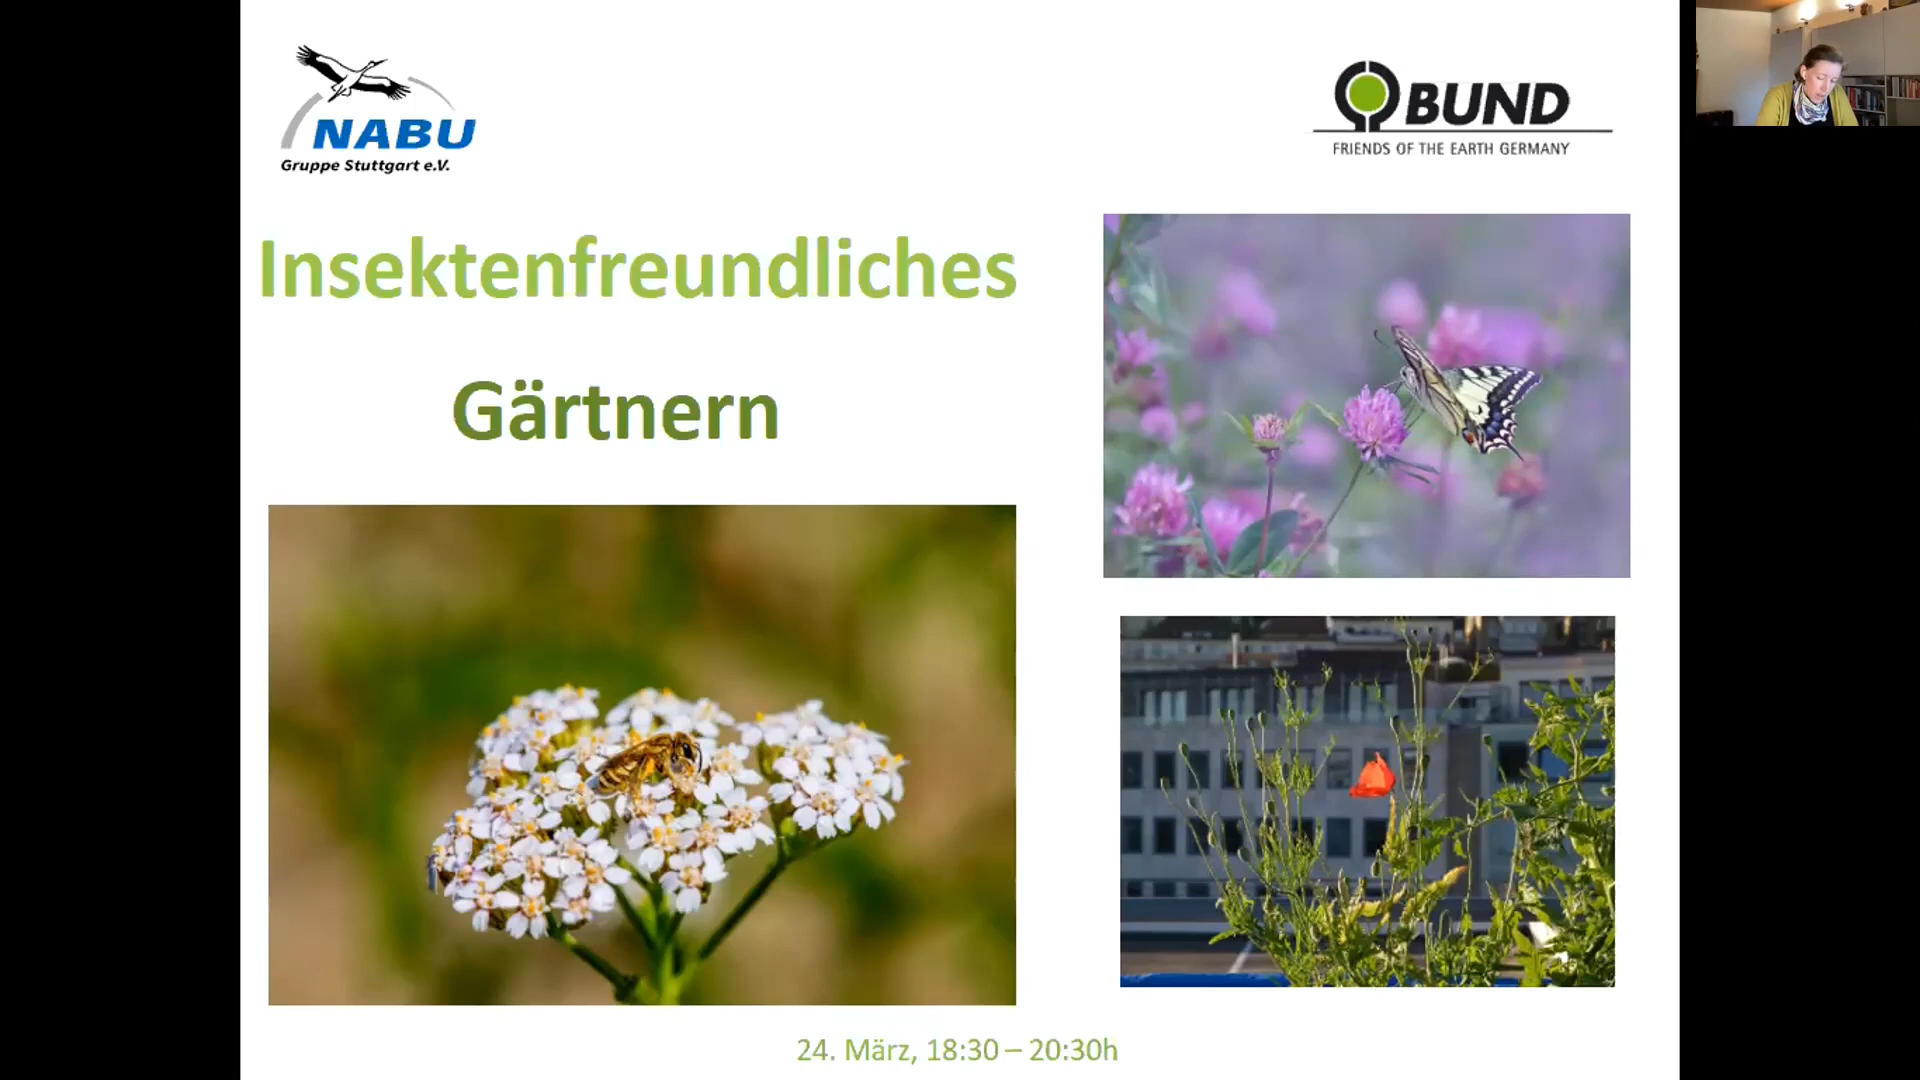 NABU
Gruppe Stuttgart e.V.
BUND
FRIENDS OF THE EARTH GERMANY
Insektenfreundliches
Gärtnern
24. März, 18:30 – 20:30h